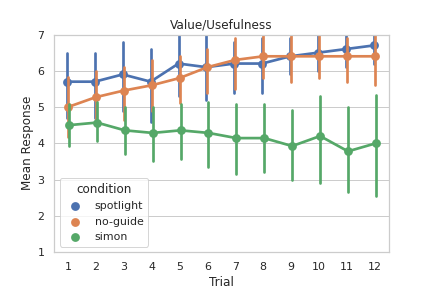 Value/Usefulness
Mean Response
7
6
5
4
3
2
1
condition
spotlight
no-guide
simon
1 2 3 4 5 6 7 8 9 10 11 12
Trial